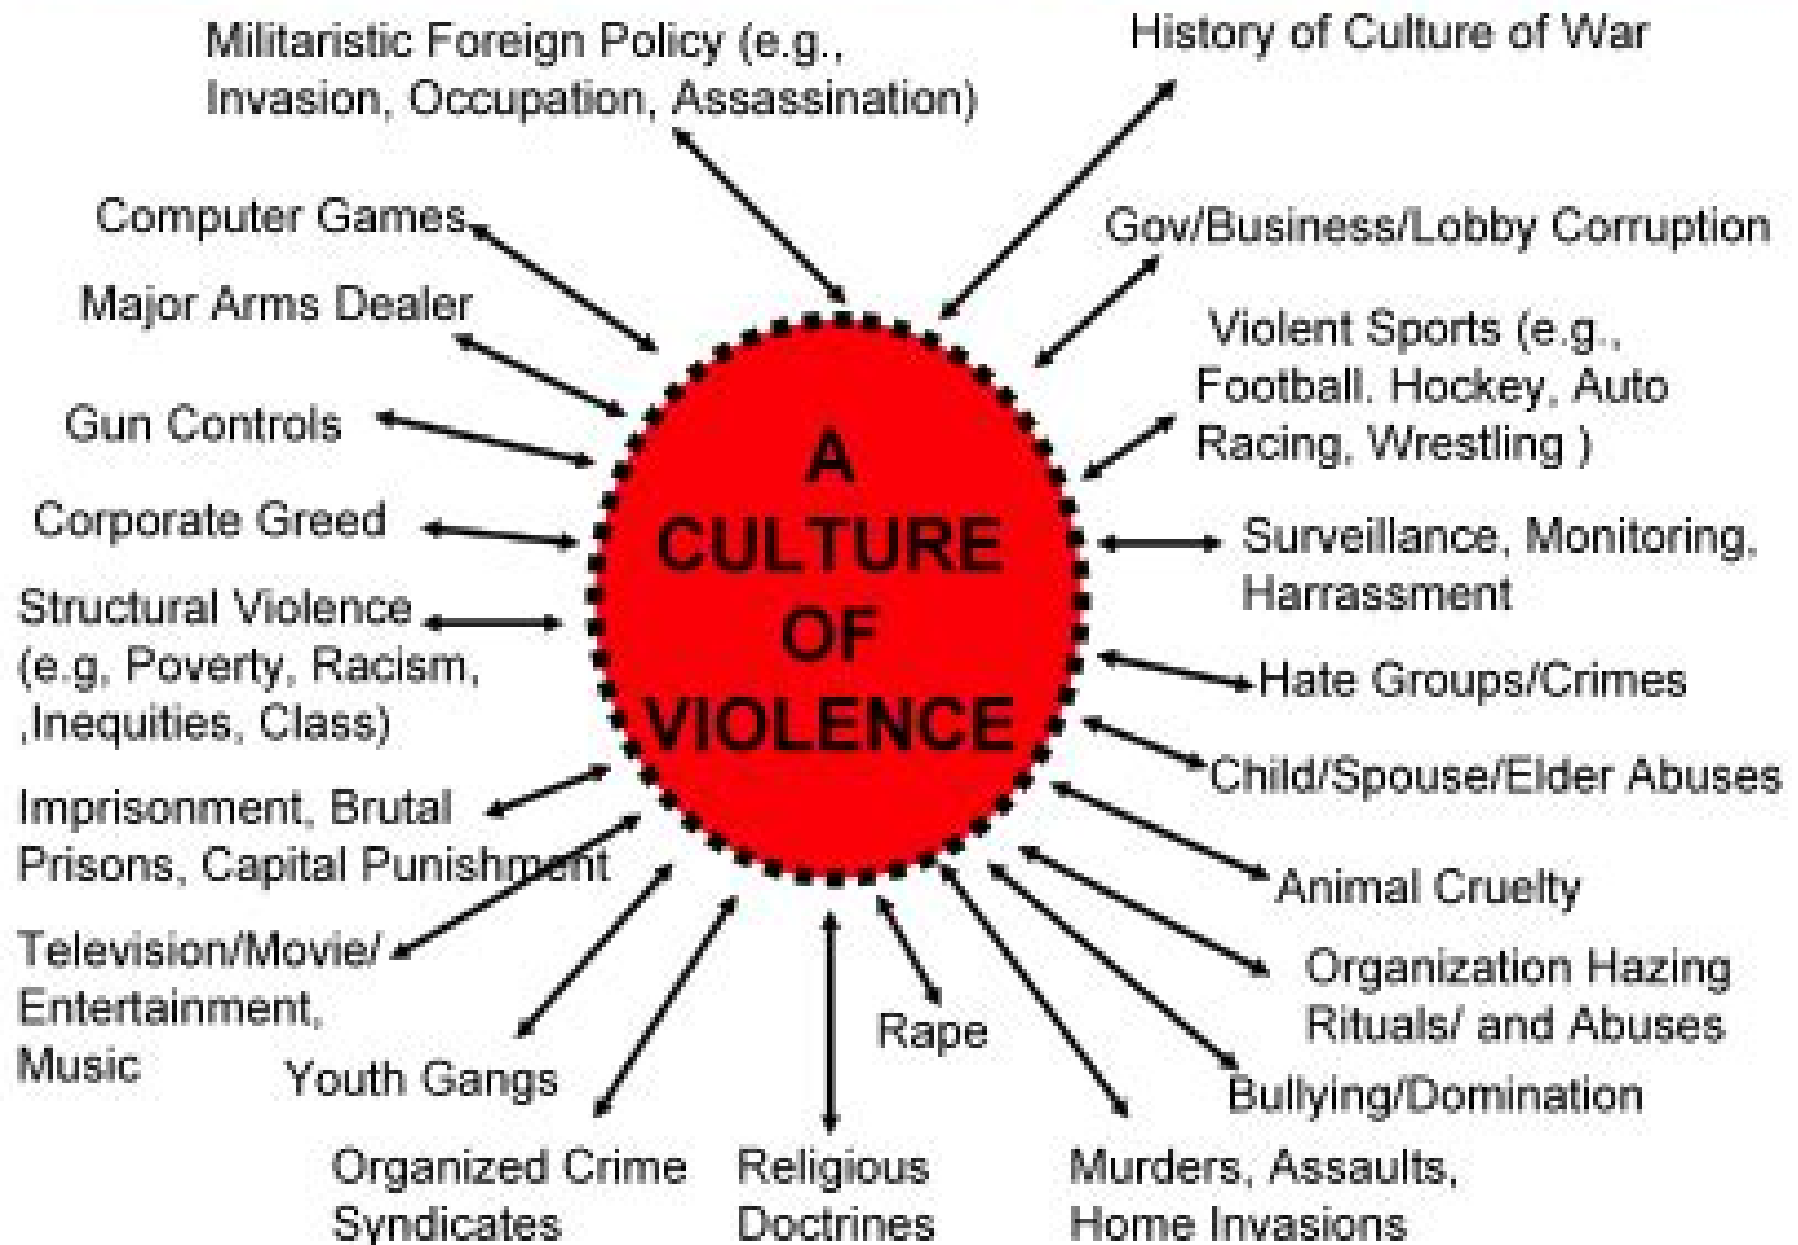 Militaristic Foreign Policy (e.g.,
Invasion, Occupation, Assassination)
History of Culture of War
Computer Games
Gov/Business/Lobby Corruption
Major Arms Dealer
Violent Sports (e.g.,
Football. Hockey, Auto
Racing, Wrestling )
Gun Controls
Corporate Greed
Surveillance, Monitoring,
Harrassment
Structural Violence
(e.g, Poverty, Racism,
,Inequities, Class)
A
CULTURE
OF
VIOLENCE
Hate Groups/Crimes
Child/Spouse/Elder Abuses
Imprisonment, Brutal
Prisons, Capital Punishment
Animal Cruelty
Television/Movie/
Entertainment,
Music
Organization Hazing
Rituals/ and Abuses
Youth Gangs
Rape
Bullying/Domination
Organized Crime
Syndicates
Religious
Doctrines
Murders, Assaults,
Home Invasions